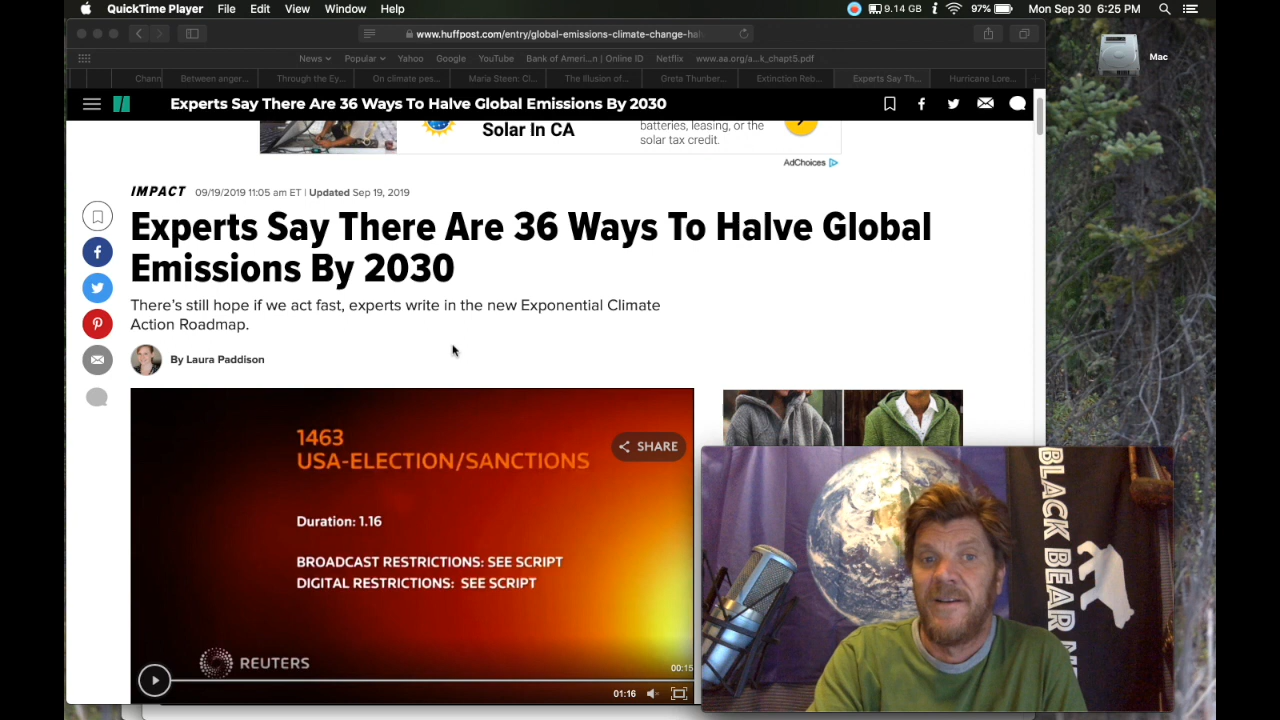 QuickTime Player File Edit View Window Help 9.14 GB 97% Mon Sep 30 6:25 PM
www.huffpost.com/entry/global-emissions-climate-change-hal
News Popular Yahoo Google YouTube Bank of Ameri...n | Online ID Netflix www.aa.org/a...k_chapt5.pdf
Mac
Chann Between anger... Through the Ey... On climate pes... Maria Steen: Cl... The Illusion of... Greta Thunber... Extinction Reb... Experts Say Th... Hurricane Lore...
Experts Say There Are 36 Ways To Halve Global Emissions By 2030
Solar In CA
batteries, leasing, or the
solar tax credit.
AdChoices
IMPACT 09/19/2019 11:05 am ET | Updated Sep 19, 2019
Experts Say There Are 36 Ways To Halve Global
Emissions By 2030
There's still hope if we act fast, experts write in the new Exponential Climate
Action Roadmap.
By Laura Paddison
1463
USA-ELECTION/SANCTIONS
SHARE
Duration: 1.16
BROADCAST RESTRICTIONS: SEE SCRIPT
DIGITAL RESTRICTIONS: SEE SCRIPT
REUTERS
00:15
01:16
BLACK BEAR